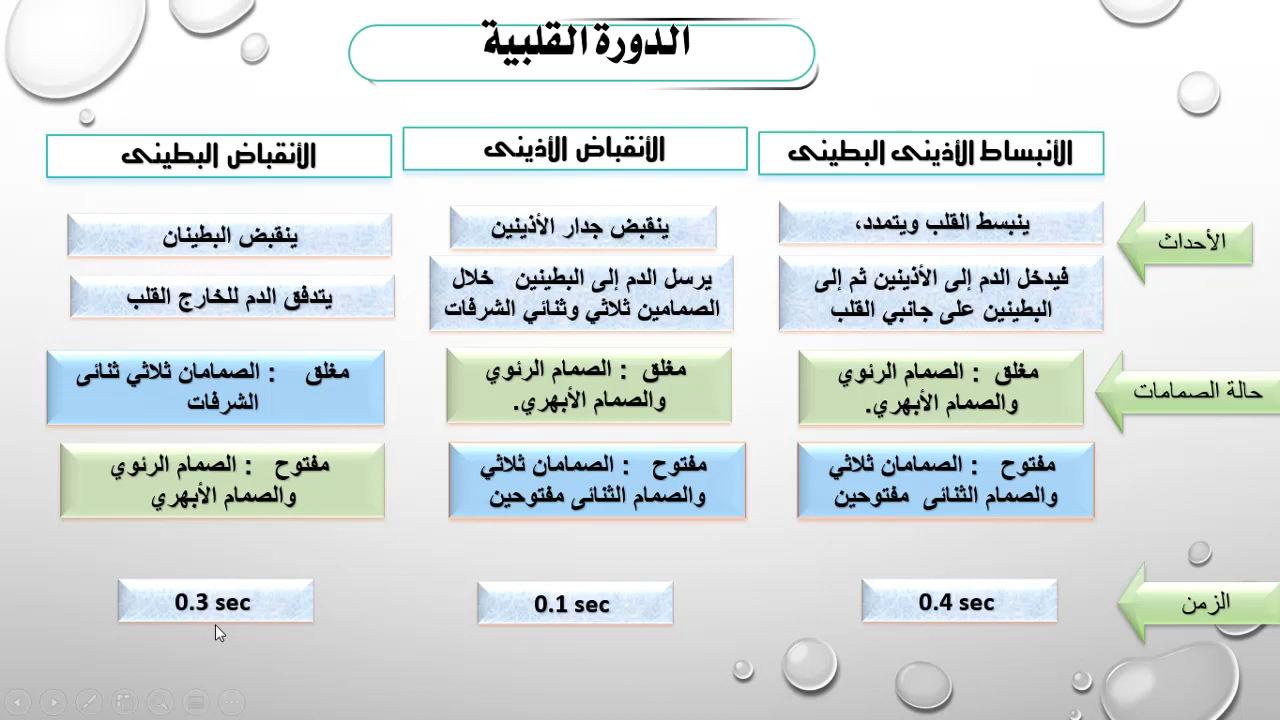 الدورة القلبية
الأنبساط الأذينى البطينى
الأنقباض الأذينى
الأنقباض البطينى
الأحداث
ينبسط القلب ويتمدد،
فيدخل الدم إلى الأذينين ثم إلى
البطينين على جانبي القلب
ينقبض جدار الأذينين
يرسل الدم إلى البطينين خلال
الصمامين ثلاثي وثنائي الشرفات
ينقبض البطينان
يتدفق الدم للخارج القلب
حالة الصمامات
مغلق : الصمام الرئوي
والصمام الأبهري.
مغلق : الصمام الرئوي
والصمام الأبهري.
مغلق : الصمامان ثلاثي ثنائى
الشرفات
مفتوح : الصمامان ثلاثي
والصمام الثنائى مفتوحين
مفتوح : الصمامان ثلاثي
والصمام الثنائى مفتوحين
مفتوح : الصمام الرئوي
والصمام الأبهري
الزمن
0.4 sec
0.1 sec
0.3 sec